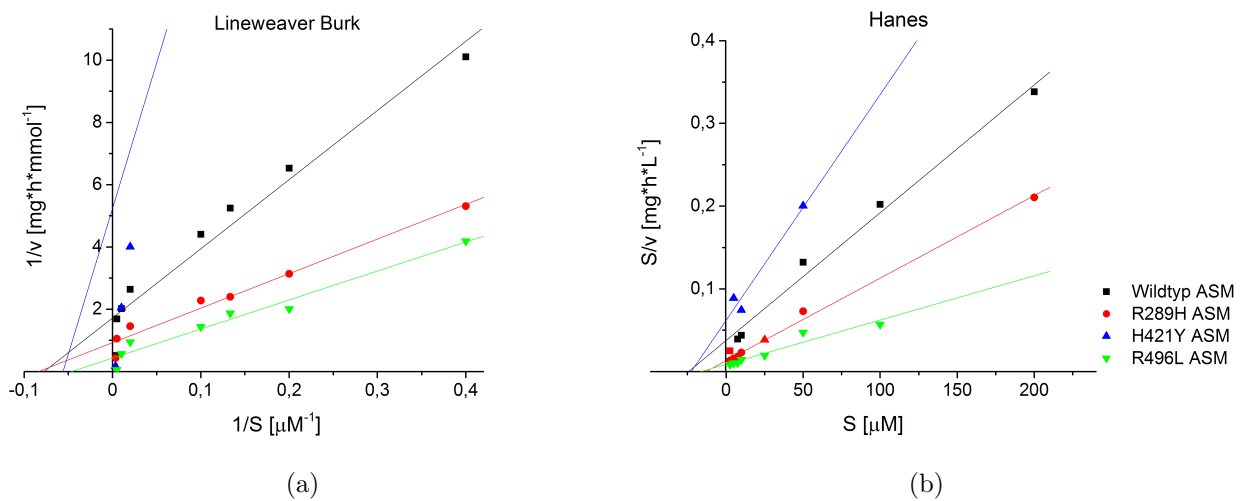 Lineweaver Burk
1/v [mg*h*mmol⁻¹]
10
8
6
4
2
-0,1
0,0
0,1
0,2
0,3
0,4
1/S [µM⁻¹]
(a)
Hanes
S/v [mg*h*L⁻¹]
0,4
0,3
0,2
0,1
0
50
100
150
200
S [µM]
Wildtyp ASM
R289H ASM
H421Y ASM
R496L ASM
(b)